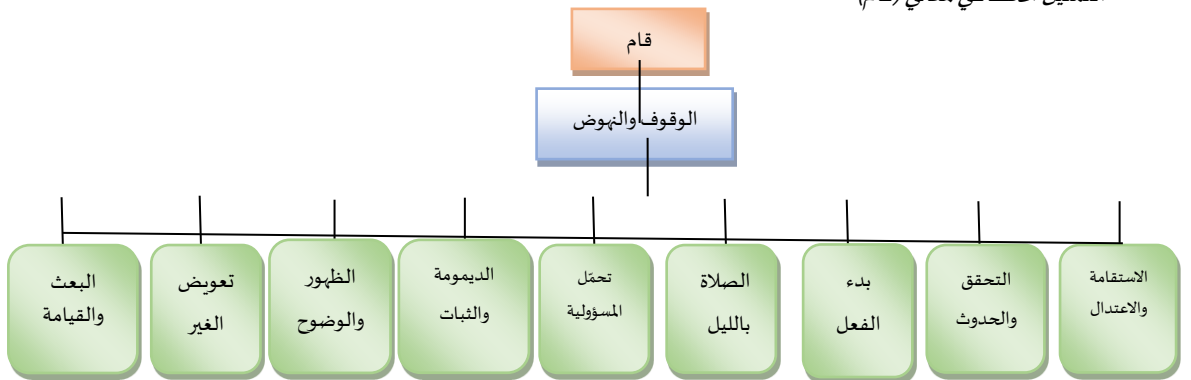 قام
الوقوف والنهوض
الاستقامة
والاعتدال
التحقق
والحدوث
بدء
الفعل
الصلاة
بالليل
تحمّل
المسؤولية
الديمومة
والثبات
الظهور
والوضوح
تعويض
الغير
البعث
والقيامة